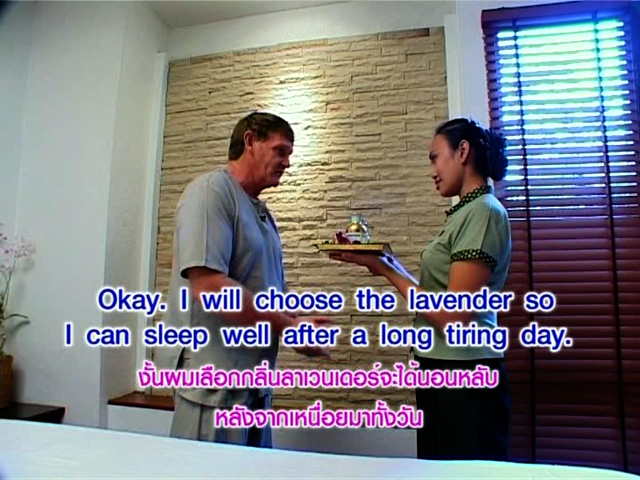 Okay. I will choose the lavender so
I can sleep well after a long tiring day.
งั้นผมเลือกกลิ่นลาเวนเดอร์จะได้นอนหลับ
หลังจากเหนื่อยมาทั้งวัน